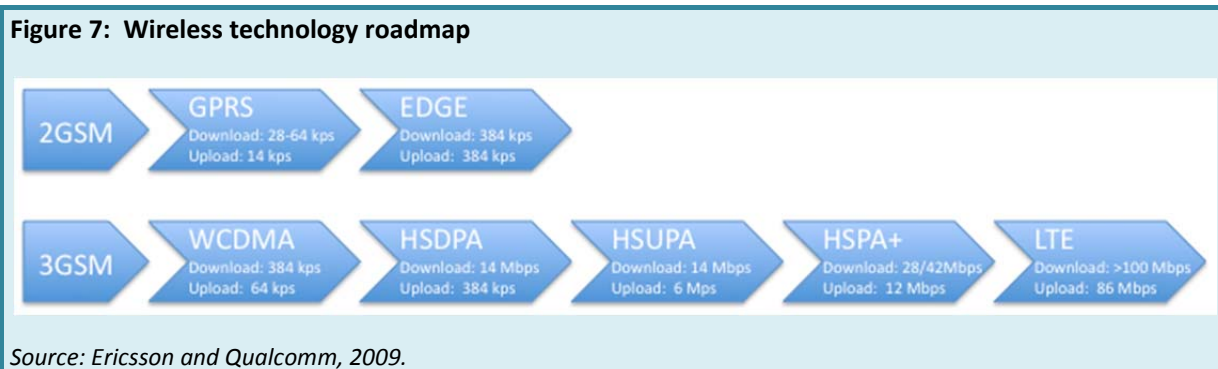 Figure 7: Wireless technology roadmap
2GSM
GPRS
Download: 28-64 kps
Upload: 14 kps
EDGE
Download: 384 kps
Upload: 384 kps
3GSM
WCDMA
Download: 384 kps
Upload: 64 kps
HSDPA
Download: 14 Mbps
Upload: 384 kps
HSUPA
Download: 14 Mbps
Upload: 6 Mps
HSPA+
Download: 28/42Mbps
Upload: 12 Mbps
LTE
Download: >100 Mbps
Upload: 86 Mbps
Source: Ericsson and Qualcomm, 2009.